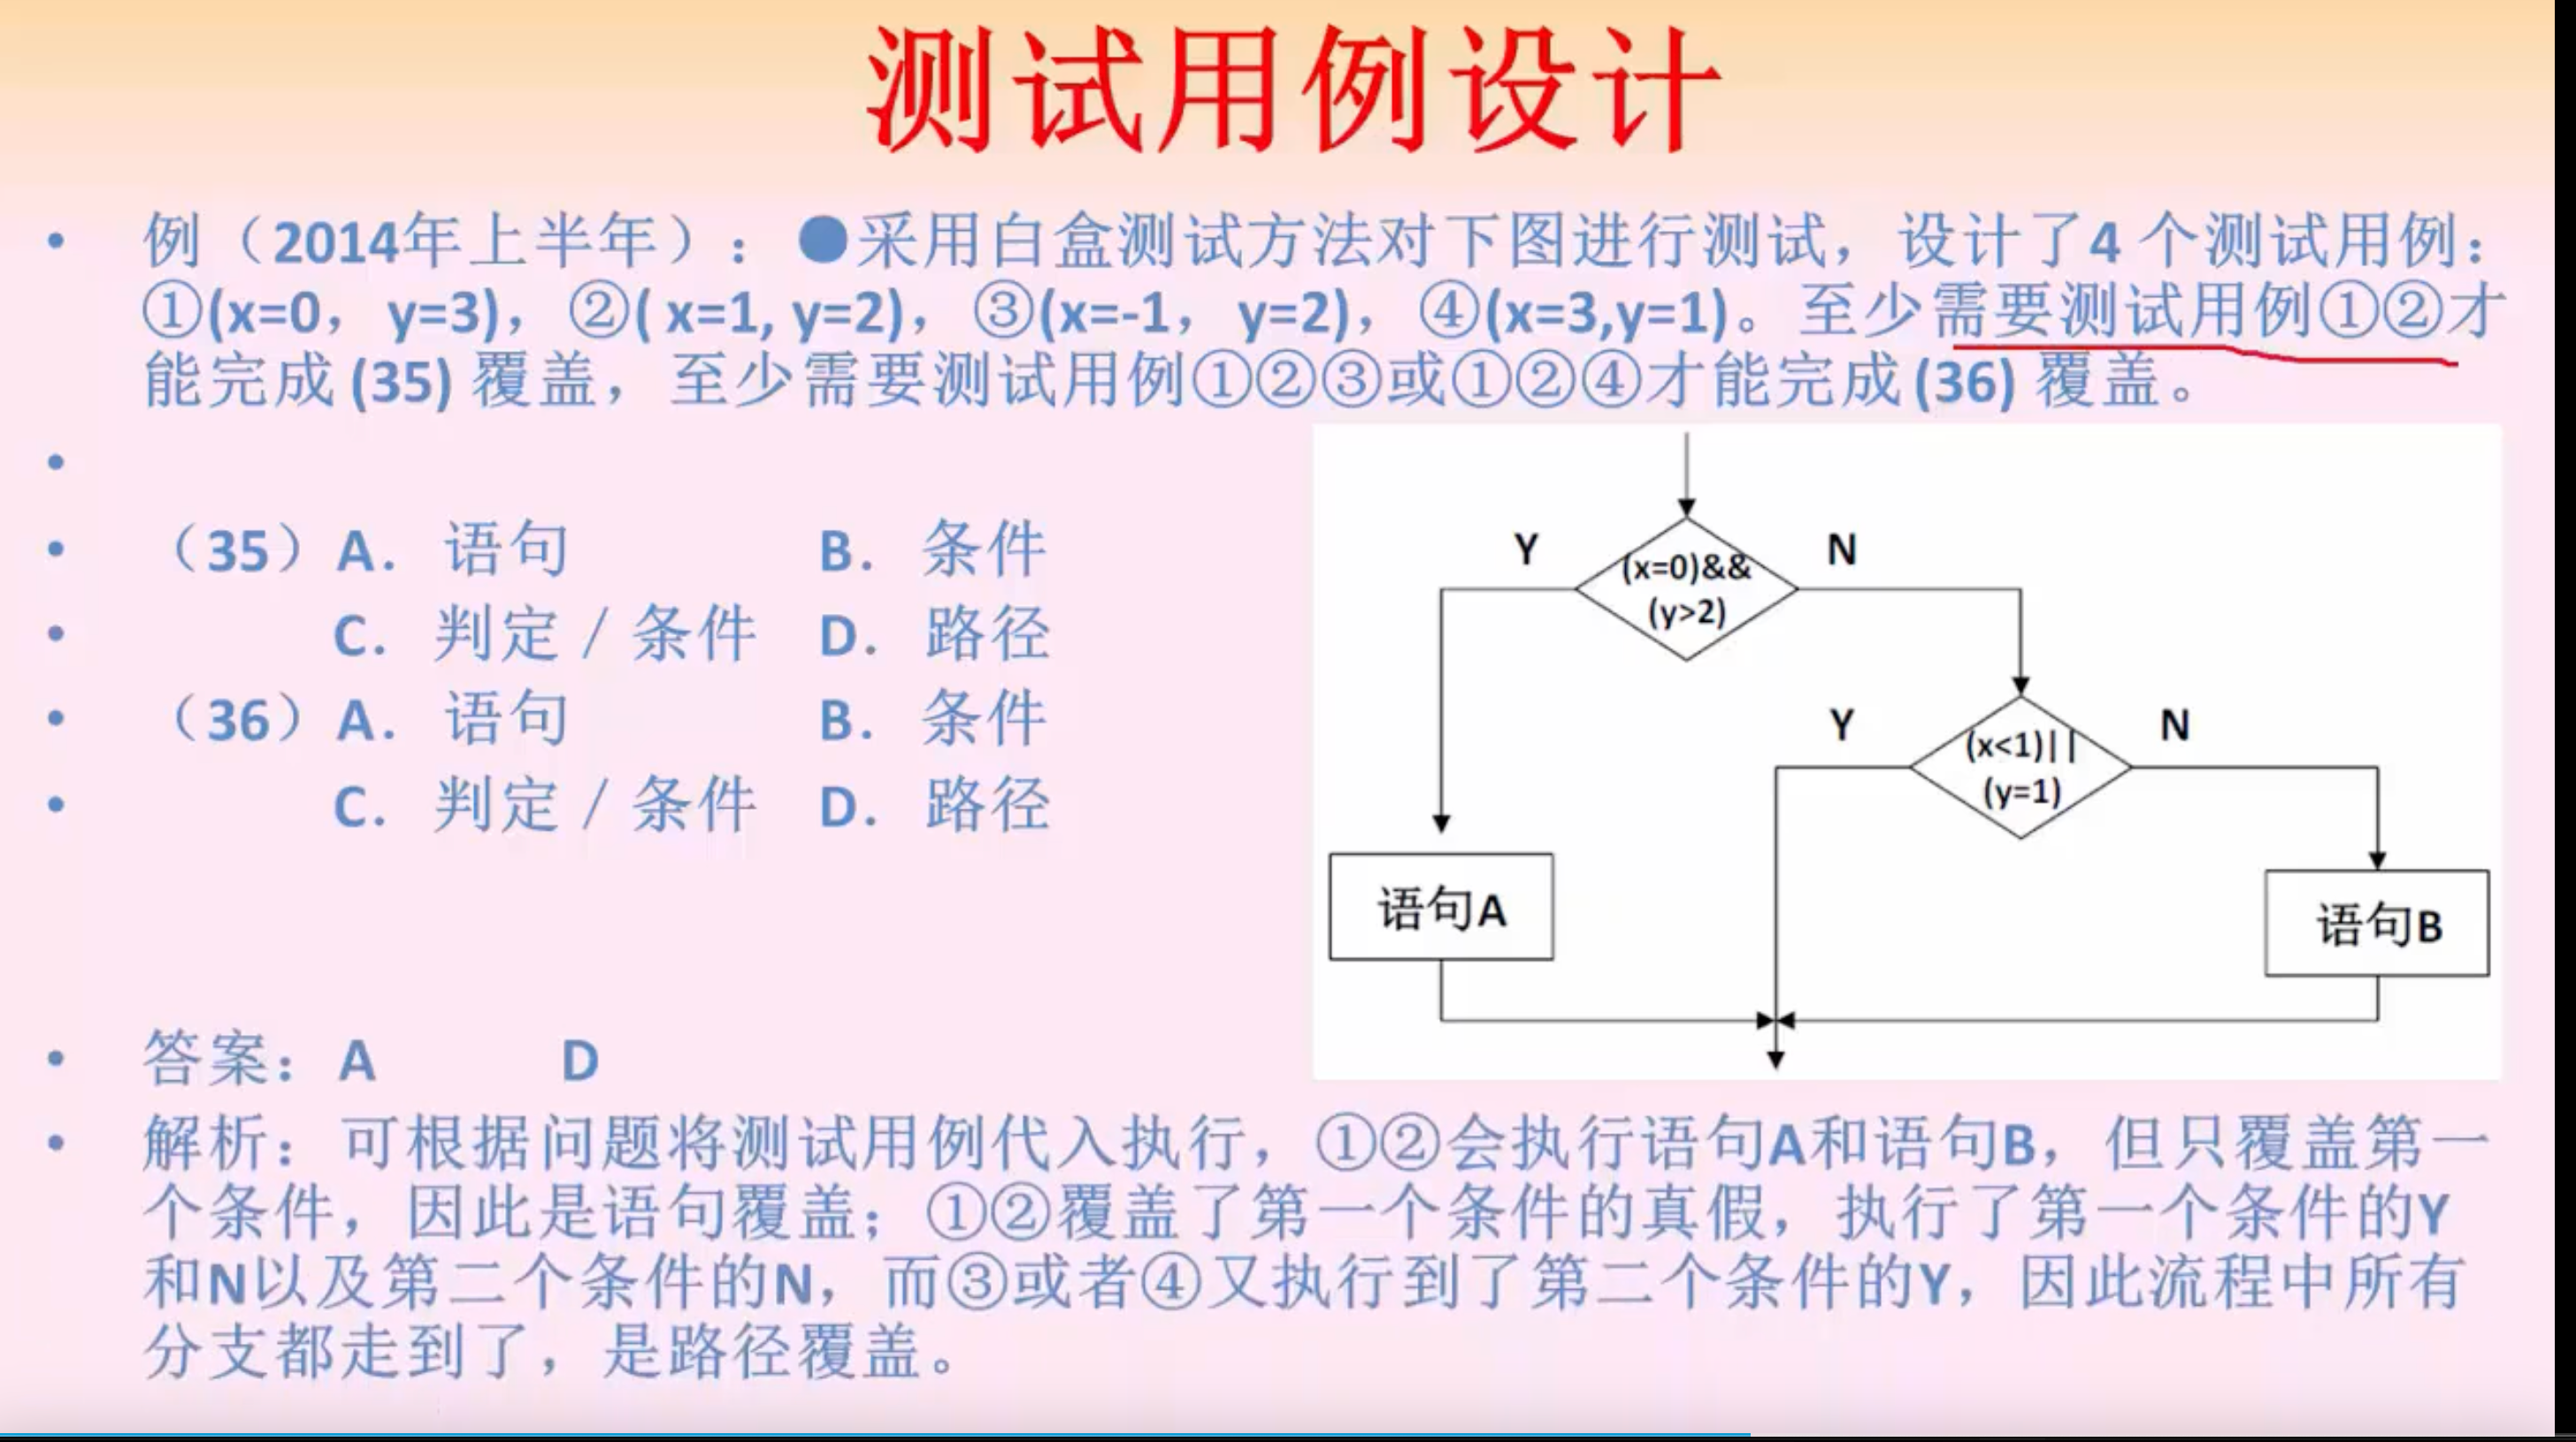 测试用例设计
• 例（2014年上半年）：●采用白盒测试方法对下图进行测试，设计了4 个测试用例：
①(x=0， y=3)，②( x=1, y=2)，③(x=-1， y=2)，④(x=3,y=1)。至少需要测试用例①②才
能完成 (35) 覆盖，至少需要测试用例①②③或①②④才能完成 (36) 覆盖。
•
• （35）A. 语句 B. 条件
• C. 判定／条件 D. 路径
• （36）A. 语句 B. 条件
• C. 判定／条件 D. 路径
Y
(x=0)&&
(y>2)
N
Y
(x<1)||
(y=1)
N
语句A
语句B
• 答案：A D
• 解析：可根据问题将测试用例代入执行，①②会执行语句A和语句B，但只覆盖第一
个条件，因此是语句覆盖；①②覆盖了第一个条件的真假，执行了第一个条件的Y
和N以及第二个条件的N，而③或者④又执行到了第二个条件的Y，因此流程中所有
分支都走到了，是路径覆盖。